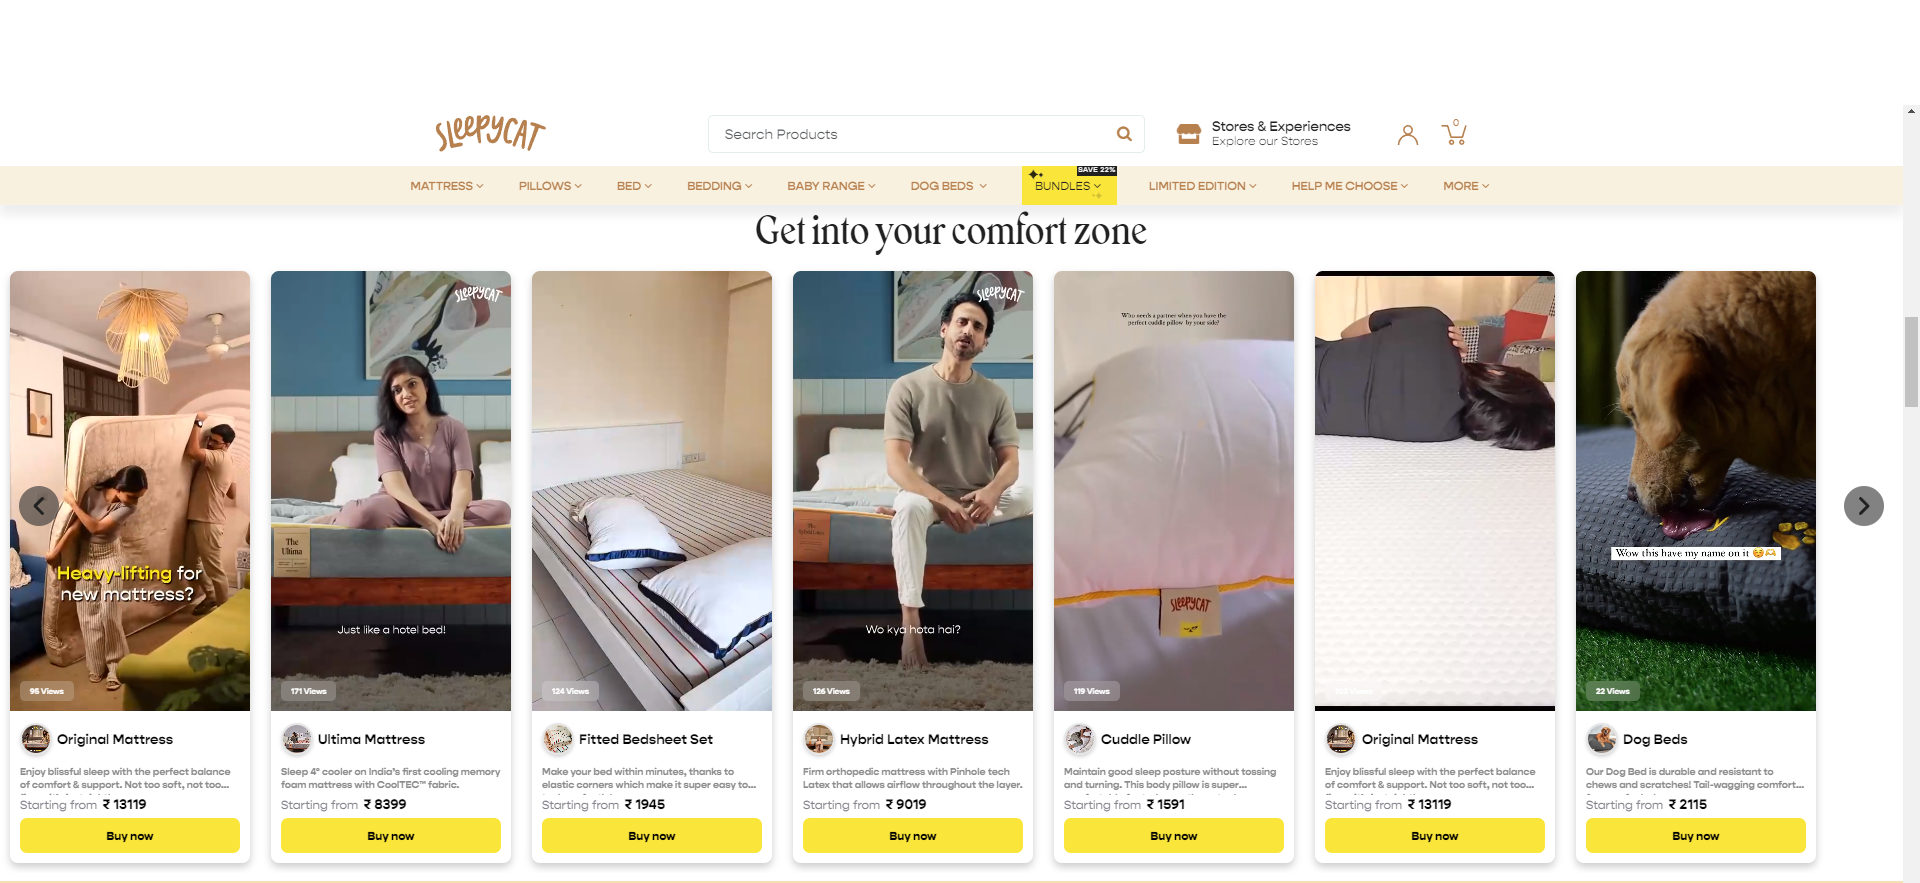 SLEEPYCAT
Search Products
Stores & Experiences
Explore our Stores
0
SAVE 22%
MATTRESS
PILLOWS
BED
BEDDING
BABY RANGE
DOG BEDS
BUNDLES
LIMITED EDITION
HELP ME CHOOSE
MORE
Get into your comfort zone
Heavy-lifting for
new mattress?
95 Views
Original Mattress
Enjoy blissful sleep with the perfect balance
of comfort & support. Not too soft, not too...
Starting from ₹ 13119
Buy now
SLEEPYCAT
The
Ultima
Just like a hotel bed!
171 Views
Ultima Mattress
Sleep 4° cooler on India's first cooling memory
foam mattress with CoolTEC™ fabric.
Starting from ₹ 8399
Buy now
124 Views
Fitted Bedsheet Set
Make your bed within minutes, thanks to
elastic corners which make it super easy to...
Starting from ₹ 1945
Buy now
SLEEPYCAT
The
Hybrid Latex
Wo kya hota hai?
126 Views
Hybrid Latex Mattress
Firm orthopedic mattress with Pinhole tech
Latex that allows airflow throughout the layer.
Starting from ₹ 9019
Buy now
Who needs a partner when you have the
perfect cuddle pillow by your side?
SLEEPYCAT
119 Views
Cuddle Pillow
Maintain good sleep posture without tossing
and turning. This body pillow is super...
Starting from ₹ 1591
Buy now
Original Mattress
Enjoy blissful sleep with the perfect balance
of comfort & support. Not too soft, not too...
Starting from ₹ 13119
Buy now
Wow this have my name on it ☺️🫶
22 Views
Dog Beds
Our Dog Bed is durable and resistant to
chews and scratches! Tail-wagging comfort...
Starting from ₹ 2115
Buy now